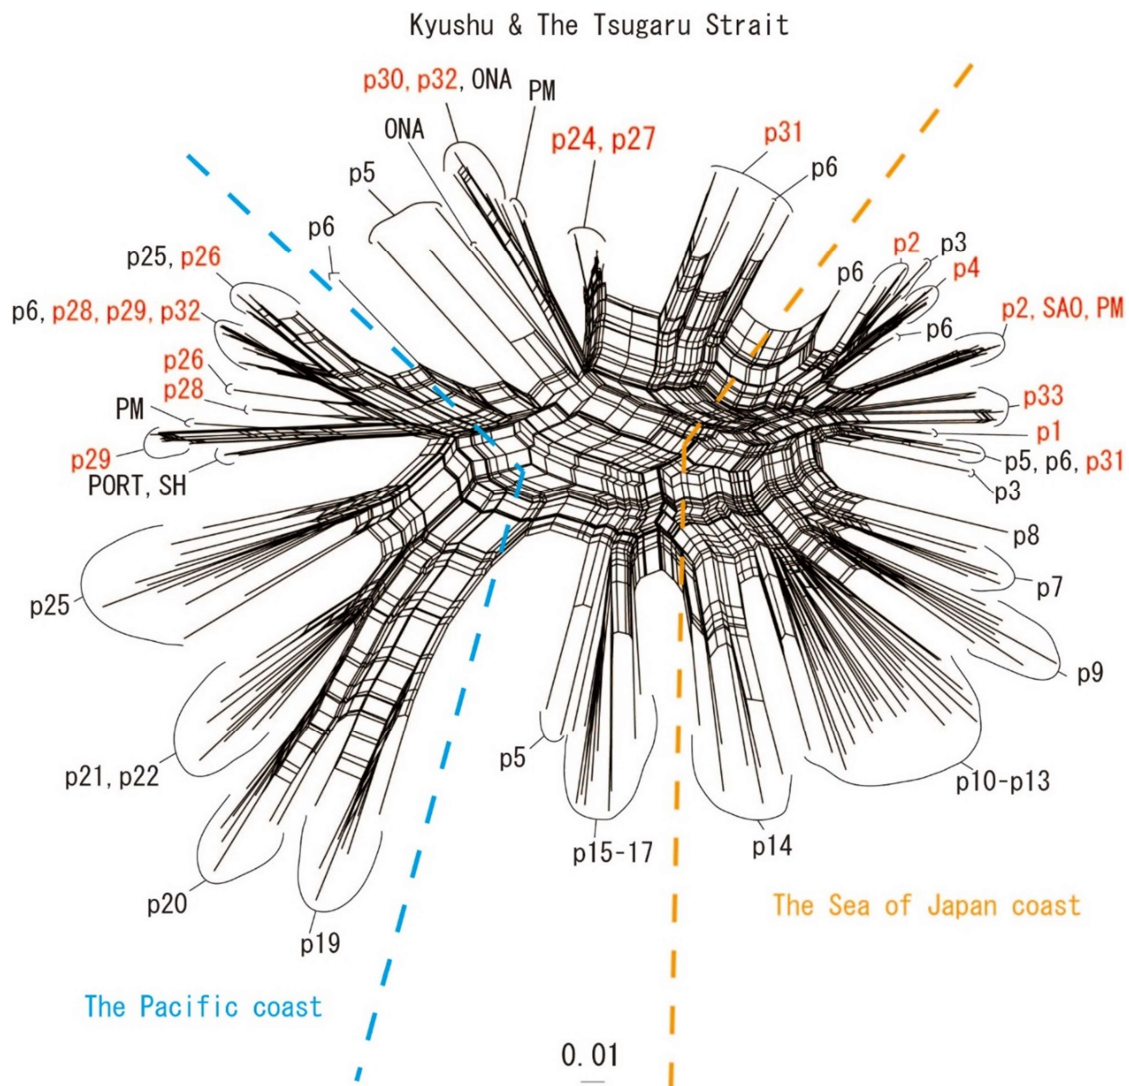 Kyushu & The Tsugaru Strait
p30, p32, ONA
PM
ONA
p24, p27
p31
p5
p6
p6
p25, p26
p6, p28, p29, p32
p26
p28
PM
p29
PORT, SH
p2
p3
p6
p4
p2, SAO, PM
p6
p33
p1
p5, p6, p31
p3
p8
p7
p9
p25
p21, p22
p5
p10-p13
p15-17
p14
p20
p19
The Sea of Japan coast
The Pacific coast
0.01